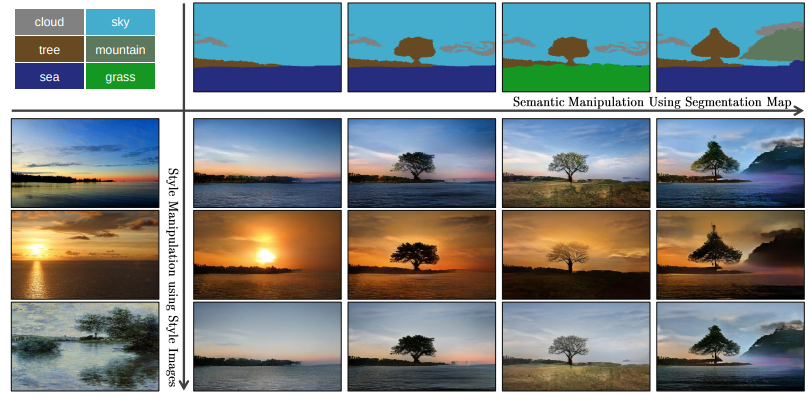 cloud sky
tree mountain
sea grass
Semantic Manipulation Using Segmentation Map
Style Manipulation using Style Images